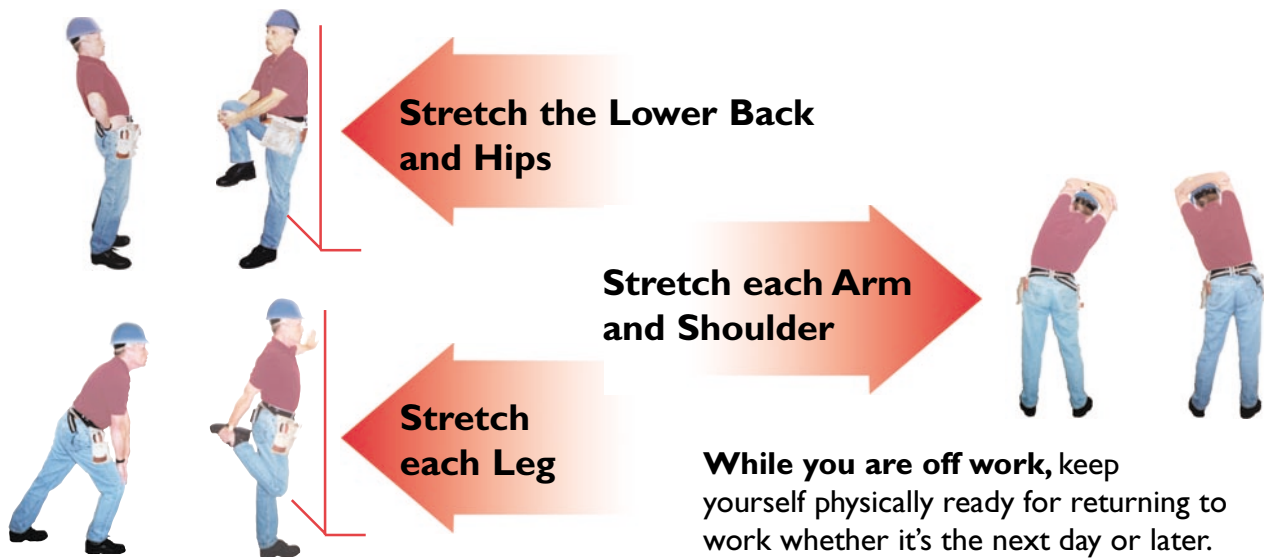 Stretch the Lower Back
and Hips
Stretch each Arm
and Shoulder
Stretch
each Leg
While you are off work, keep
yourself physically ready for returning to
work whether it's the next day or later.